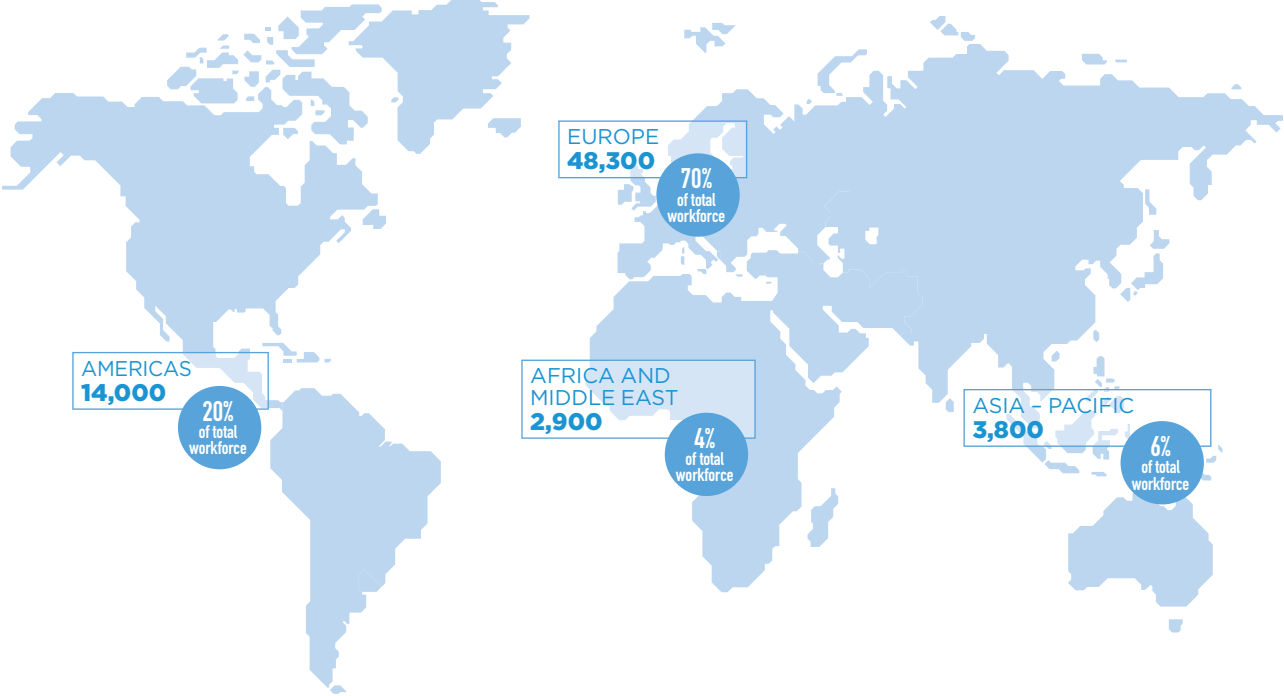 EUROPE
48,300
70%
of total
workforce
AMERICAS
14,000
20%
of total
workforce
AFRICA AND
MIDDLE EAST
2,900
4%
of total
workforce
ASIA – PACIFIC
3,800
6%
of total
workforce